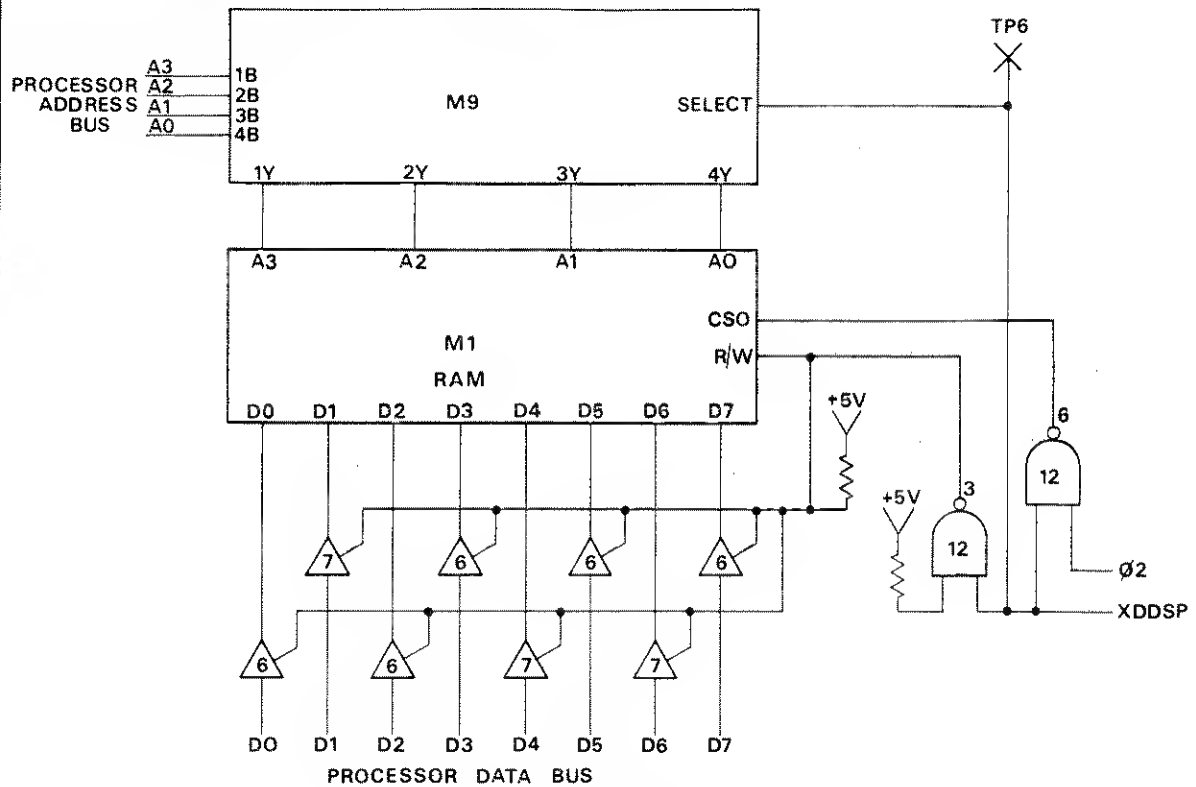 TP6
PROCESSOR
ADDRESS
BUS
A3
A2
A1
A0
1B
2B
3B
4B
M9
SELECT
1Y 2Y 3Y 4Y
A3 A2 A1 A0
CSO
R/W
M1
RAM
D0 D1 D2 D3 D4 D5 D6 D7
+5V
+5V
6
12
3
12
7 6 6 6
6 6 7 7
Ø2
XDDSP
D0 D1 D2 D3 D4 D5 D6 D7
PROCESSOR DATA BUS